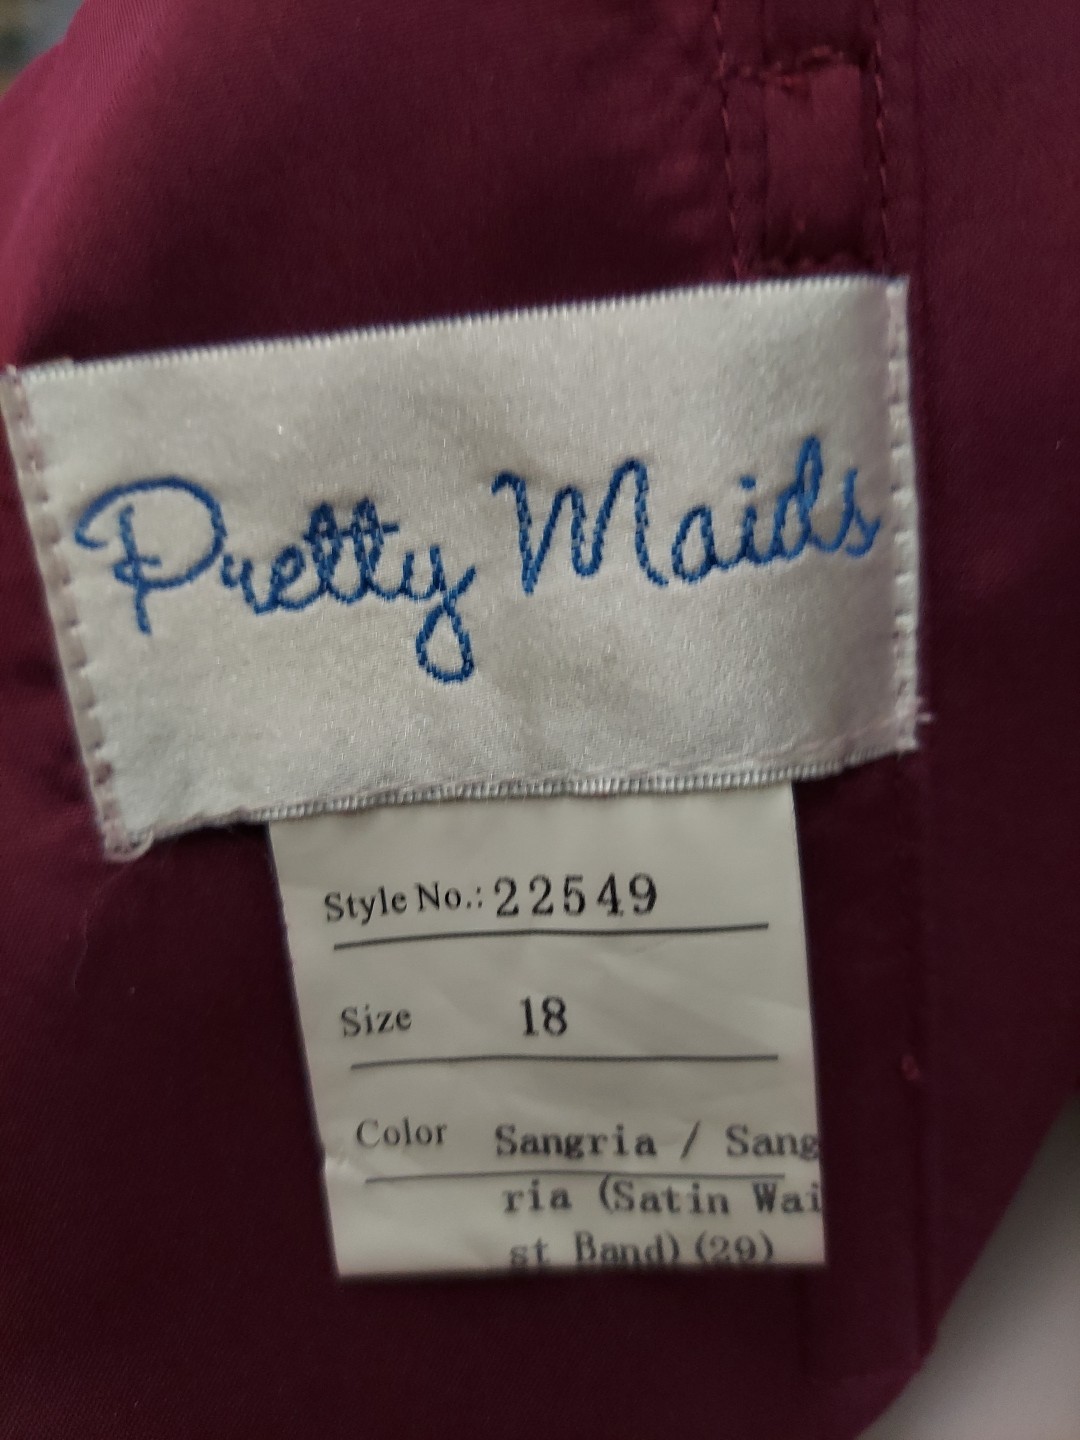 Pretty Maids
Style No.: 22549
Size 18
Color Sangria / Sang
ria (Satin Wai
st Band)(29)